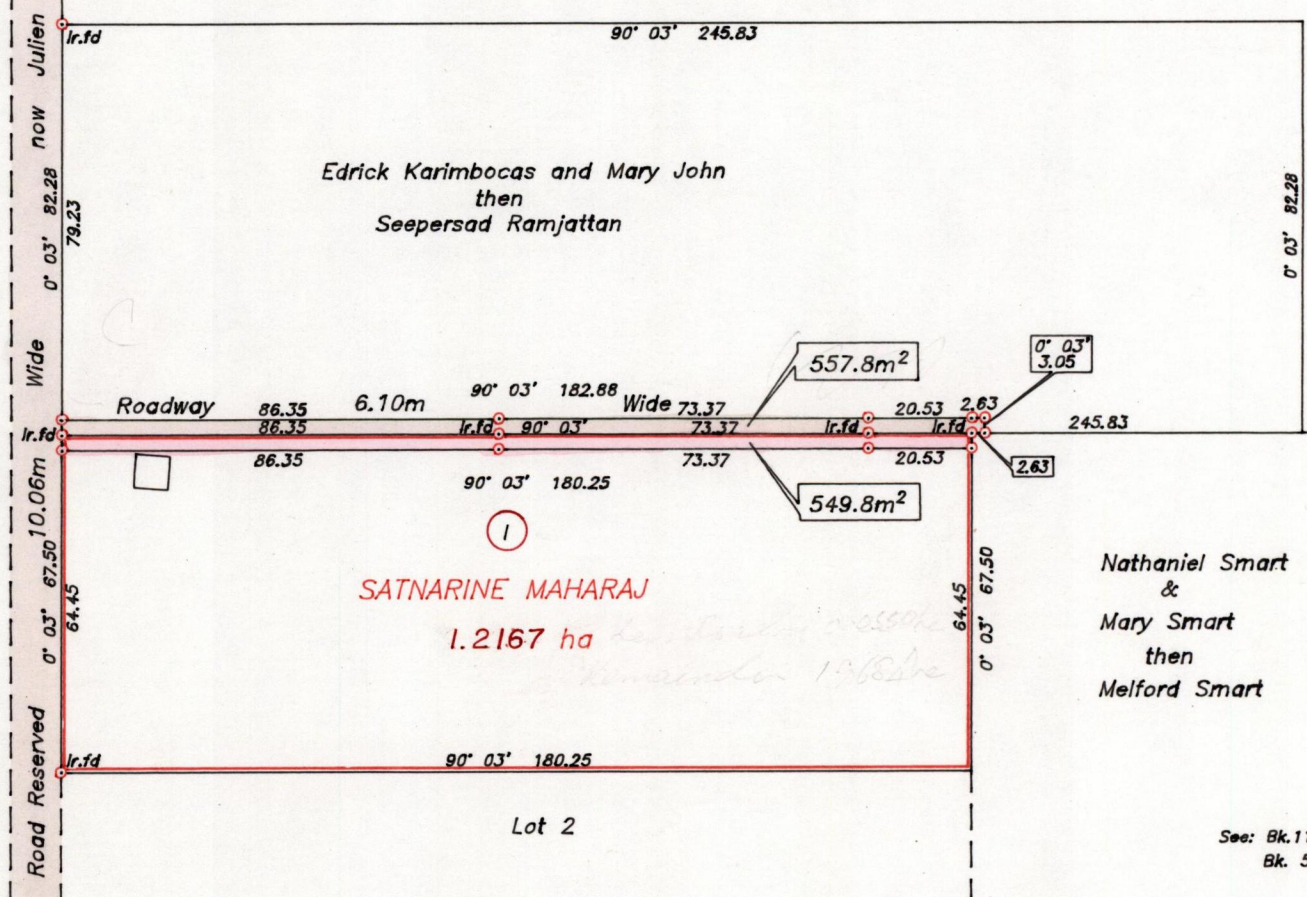 Ir.fd
90° 03' 245.83
Road Reserved 10.06m Wide now Julien
0° 03' 82.28
79.23
Edrick Karimbocas and Mary John
then
Seepersad Ramjattan
0° 03' 82.28
557.8m²
0° 03'
3.05
90° 03' 182.88
Roadway 6.10m Wide
86.35 73.37 20.53 2.63
Ir.fd 86.35 Ir.fd 90° 03' 73.37 Ir.fd Ir.fd 245.83
86.35 73.37 20.53 2.63
90° 03' 180.25
549.8m²
1
SATNARINE MAHARAJ
1.2167 ha
0° 03' 67.50
64.45
64.45
0° 03' 67.50
Nathaniel Smart
&
Mary Smart
then
Melford Smart
Ir.fd
90° 03' 180.25
Lot 2
See: Bk.
Bk. 5